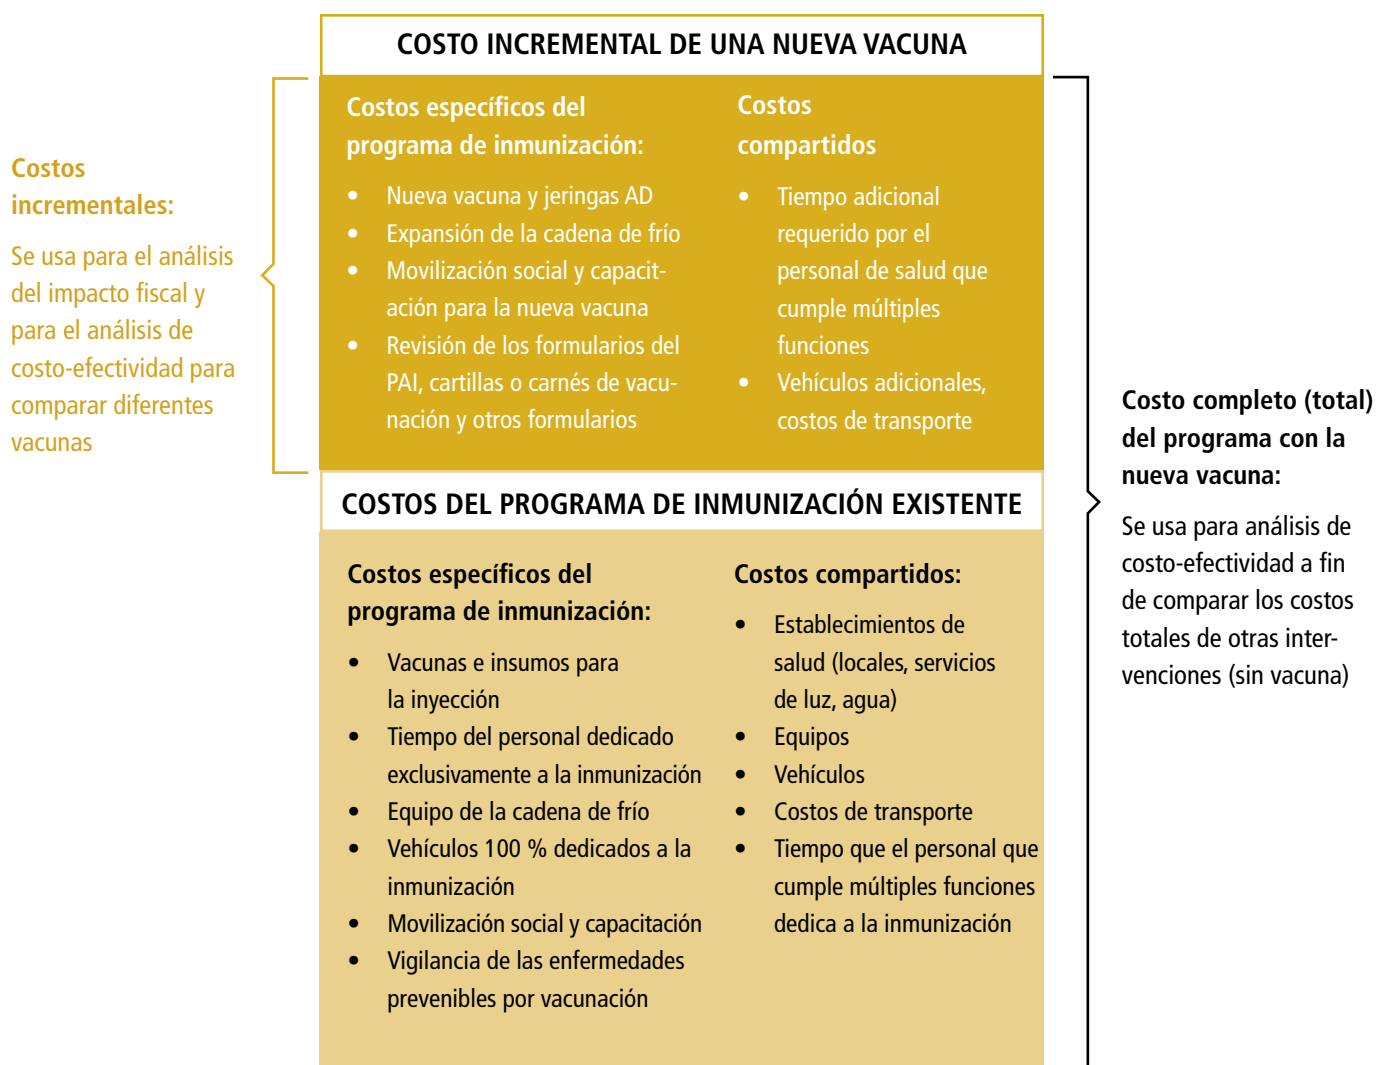 COSTO INCREMENTAL DE UNA NUEVA VACUNA
Costos
incrementales:
Se usa para el análisis
del impacto fiscal y
para el análisis de
costo-efectividad para
comparar diferentes
vacunas
Costos específicos del
programa de inmunización:
• Nueva vacuna y jeringas AD
• Expansión de la cadena de frío
• Movilización social y capacit-
ación para la nueva vacuna
• Revisión de los formularios del
PAI, cartillas o carnés de vacu-
nación y otros formularios
Costos
compartidos
• Tiempo adicional
requerido por el
personal de salud que
cumple múltiples
funciones
• Vehículos adicionales,
costos de transporte
COSTOS DEL PROGRAMA DE INMUNIZACIÓN EXISTENTE
Costos específicos del
programa de inmunización:
• Vacunas e insumos para
la inyección
• Tiempo del personal dedicado
exclusivamente a la inmunización
• Equipo de la cadena de frío
• Vehículos 100 % dedicados a la
inmunización
• Movilización social y capacitación
• Vigilancia de las enfermedades
prevenibles por vacunación
Costos compartidos:
• Establecimientos de
salud (locales, servicios
de luz, agua)
• Equipos
• Vehículos
• Costos de transporte
• Tiempo que el personal que
cumple múltiples funciones
dedica a la inmunización
Costo completo (total)
del programa con la
nueva vacuna:
Se usa para análisis de
costo-efectividad a fin
de comparar los costos
totales de otras inter-
venciones (sin vacuna)